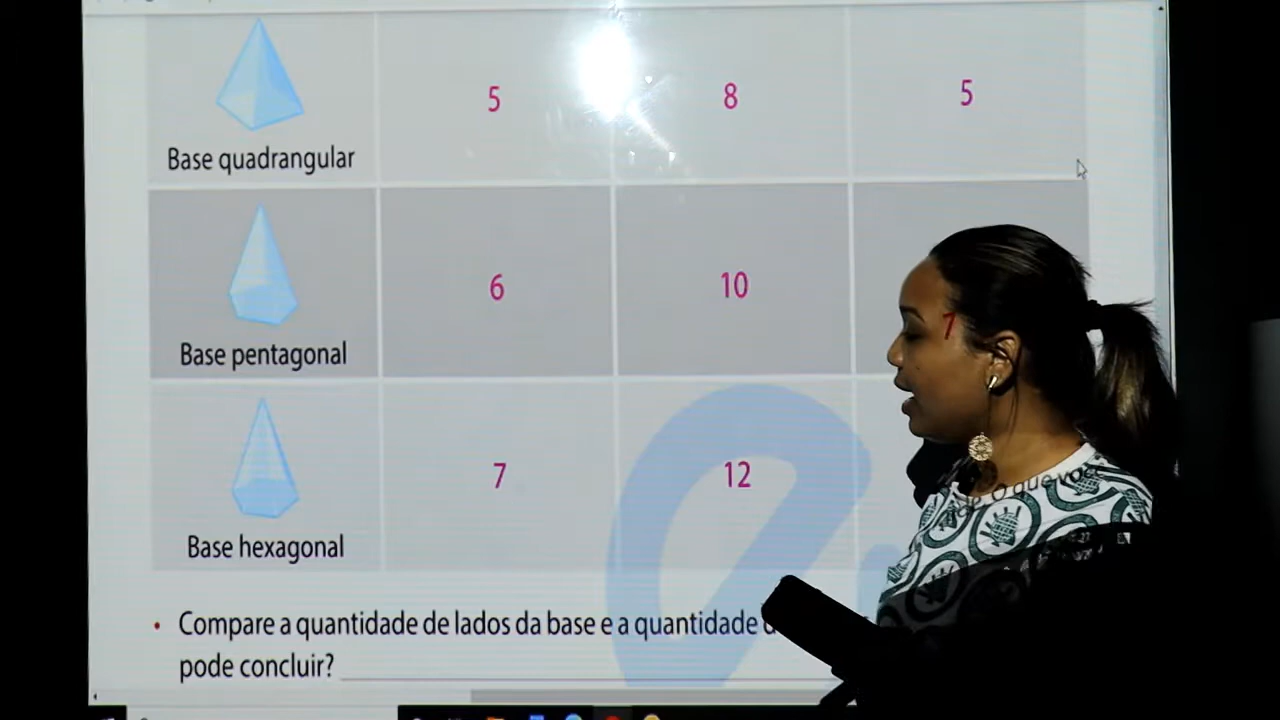 5 8 5
Base quadrangular
6 10
Base pentagonal
7 12
Base hexagonal
• Compare a quantidade de lados da base e a quantidade
O que
pode concluir?